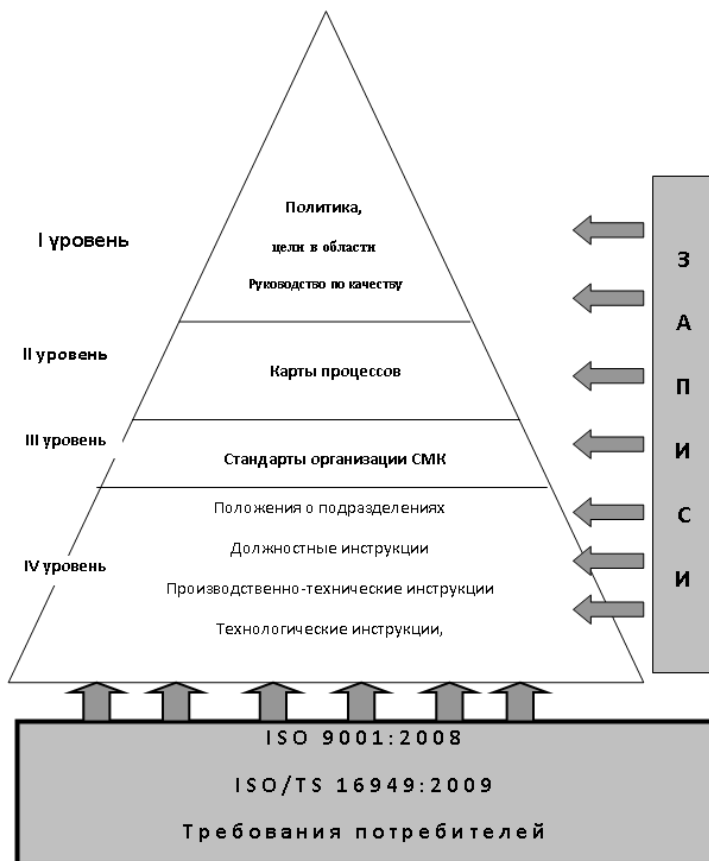 Политика,
I уровень
цели в области
Руководство по качеству
II уровень
Карты процессов
III уровень
Стандарты организации СМК
Положения о подразделениях
Должностные инструкции
IV уровень
Производственно-технические инструкции
Технологические инструкции,
З
А
П
И
С
И
ISO 9001:2008
ISO/TS 16949:2009
Требования потребителей